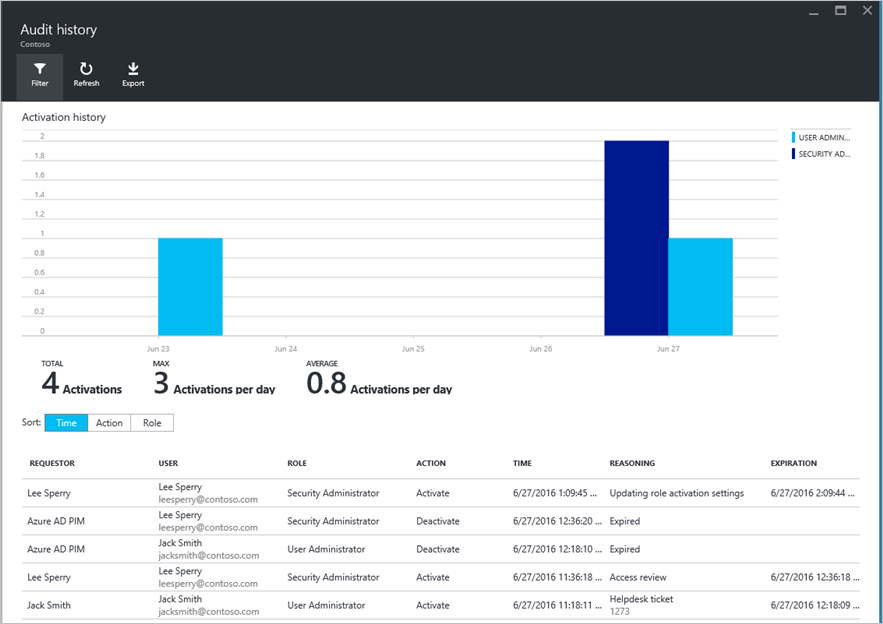 Audit history
Contoso
Filter Refresh Export
Activation history
2
1.8
1.6
1.4
1.2
1
0.8
0.6
0.4
0.2
0
Jun 23 Jun 24 Jun 25 Jun 26 Jun 27
USER ADMIN...
SECURITY AD...
TOTAL MAX AVERAGE
4 Activations 3 Activations per day 0.8 Activations per day
Sort: Time Action Role
REQUESTOR USER ROLE ACTION TIME REASONING EXPIRATION
Lee Sperry Lee Sperry Security Administrator Activate 6/27/2016 1:09:45 ... Updating role activation settings 6/27/2016 2:09:44 ...
leesperry@contoso.com
Azure AD PIM Lee Sperry Security Administrator Deactivate 6/27/2016 12:36:20 ... Expired
leesperry@contoso.com
Azure AD PIM Jack Smith User Administrator Deactivate 6/27/2016 12:18:10 ... Expired
jacksmith@contoso.com
Lee Sperry Lee Sperry Security Administrator Activate 6/27/2016 11:36:18 ... Access review 6/27/2016 12:36:18 ...
leesperry@contoso.com
Jack Smith Jack Smith User Administrator Activate 6/27/2016 11:18:11 ... Helpdesk ticket 6/27/2016 12:18:09 ...
jacksmith@contoso.com 1273